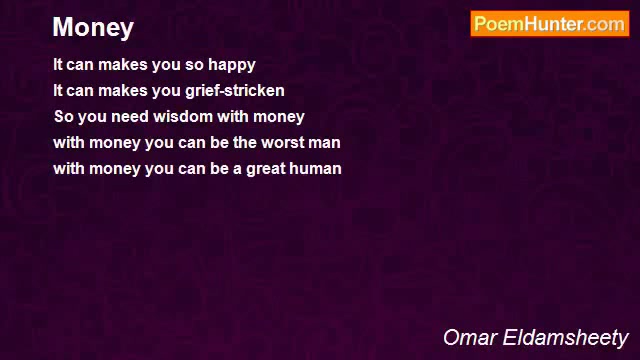 Money
PoemHunter.com
It can makes you so happy
It can makes you grief-stricken
So you need wisdom with money
with money you can be the worst man
with money you can be a great human
Omar Eldamsheety